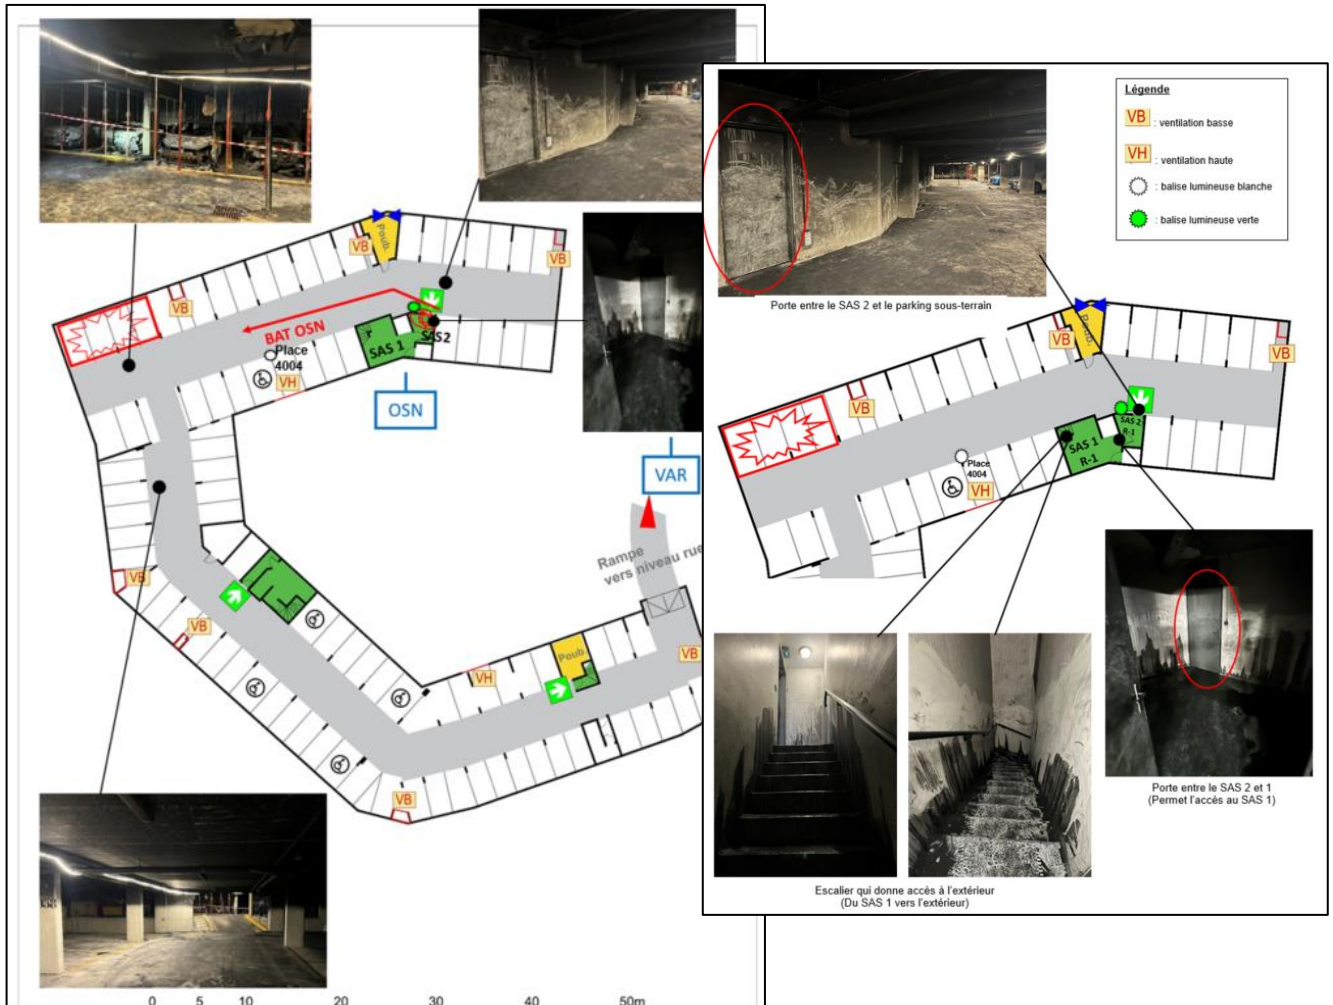 Poub.
VB
VB
VB
BAT OSN
SAS 1
SAS2
Place
4004
VH
OSN
VAR
Rampe
vers niveau rue
VB
VB
VH
Poub.
VB
VB
0 5 10 20 30 40 50m
Légende
VB : ventilation basse
VH : ventilation haute
: balise lumineuse blanche
: balise lumineuse verte
Porte entre le SAS 2 et le parking sous-terrain
Poub.
VB
VB
VB
SAS 2
R-1
SAS 1
R-1
Place
4004
VH
Porte entre le SAS 2 et 1
(Permet l'accès au SAS 1)
Escalier qui donne accès à l'extérieur
(Du SAS 1 vers l'extérieur)